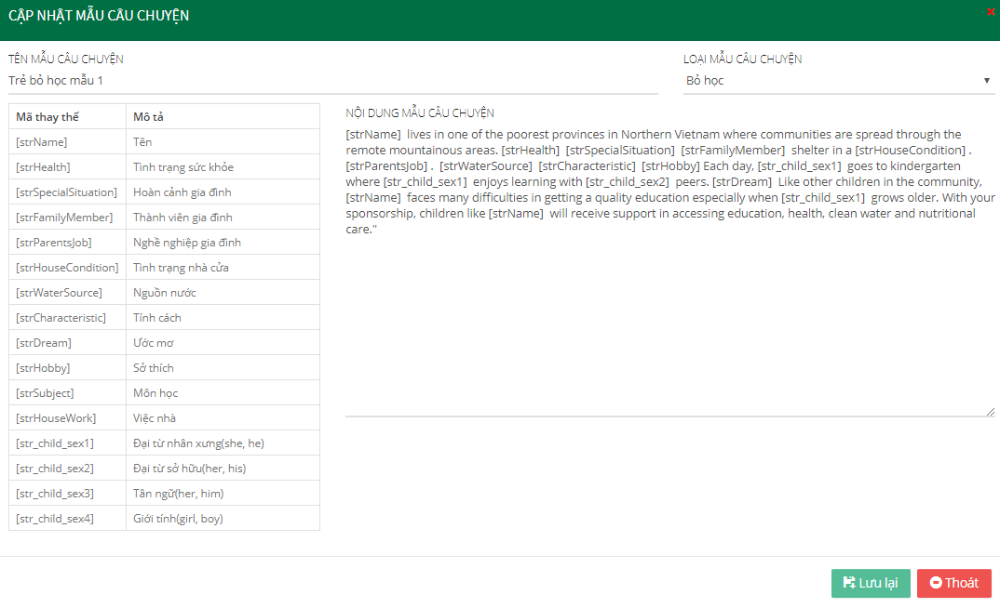 CẬP NHẬT MẪU CÂU CHUYỆN
TÊN MẪU CÂU CHUYỆN
Trẻ bỏ học mẫu 1
LOẠI MẪU CÂU CHUYỆN
Bỏ học
Mã thay thế Mô tả
[strName] Tên
[strHealth] Tình trạng sức khỏe
[strSpecialSituation] Hoàn cảnh gia đình
[strFamilyMember] Thành viên gia đình
[strParentsJob] Nghề nghiệp gia đình
[strHouseCondition] Tình trạng nhà cửa
[strWaterSource] Nguồn nước
[strCharacteristic] Tính cách
[strDream] Ước mơ
[strHobby] Sở thích
[strSubject] Môn học
[strHouseWork] Việc nhà
[str_child_sex1] Đại từ nhân xưng(she, he)
[str_child_sex2] Đại từ sở hữu(her, his)
[str_child_sex3] Tân ngữ(her, him)
[str_child_sex4] Giới tính(girl, boy)
NỘI DUNG MẪU CÂU CHUYỆN
[strName] lives in one of the poorest provinces in Northern Vietnam where communities are spread through the
remote mountainous areas. [strHealth] [strSpecialSituation] [strFamilyMember] shelter in a [strHouseCondition] .
[strParentsJob] . [strWaterSource] [strCharacteristic] [strHobby] Each day, [str_child_sex1] goes to kindergarten
where [str_child_sex1] enjoys learning with [str_child_sex2] peers. [strDream] Like other children in the community,
[strName] faces many difficulties in getting a quality education especially when [str_child_sex1] grows older. With your
sponsorship, children like [strName] will receive support in accessing education, health, clean water and nutritional
care."
Lưu lại
Thoát